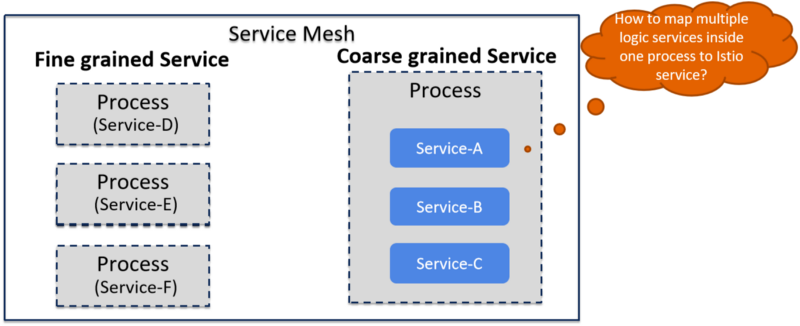 Service Mesh
Fine grained Service
Process
(Service-D)
Process
(Service-E)
Process
(Service-F)
Coarse grained Service
Process
Service-A
Service-B
Service-C
How to map multiple
logic services inside
one process to Istio
service?